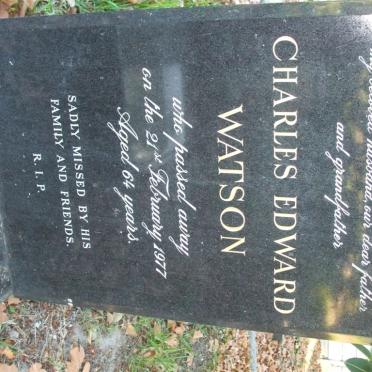 beloved husband, our dear father
and grandfather
CHARLES EDWARD
WATSON
who passed away
on the 21st February 1977
Aged 64 years.
SADLY MISSED BY HIS
FAMILY AND FRIENDS.
R.I.P.